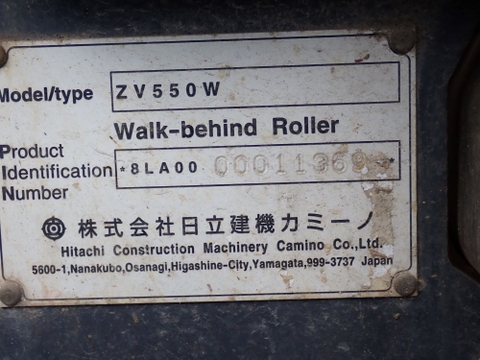 Model/type ZV550W
Walk-behind Roller
Product
Identification *8LA00
Number
株式会社日立建機カミーノ
Hitachi Construction Machinery Camino Co.,Ltd.
5600-1,Nanakubo,Osanagi,Higashine-City,Yamagata,999-3737 Japan